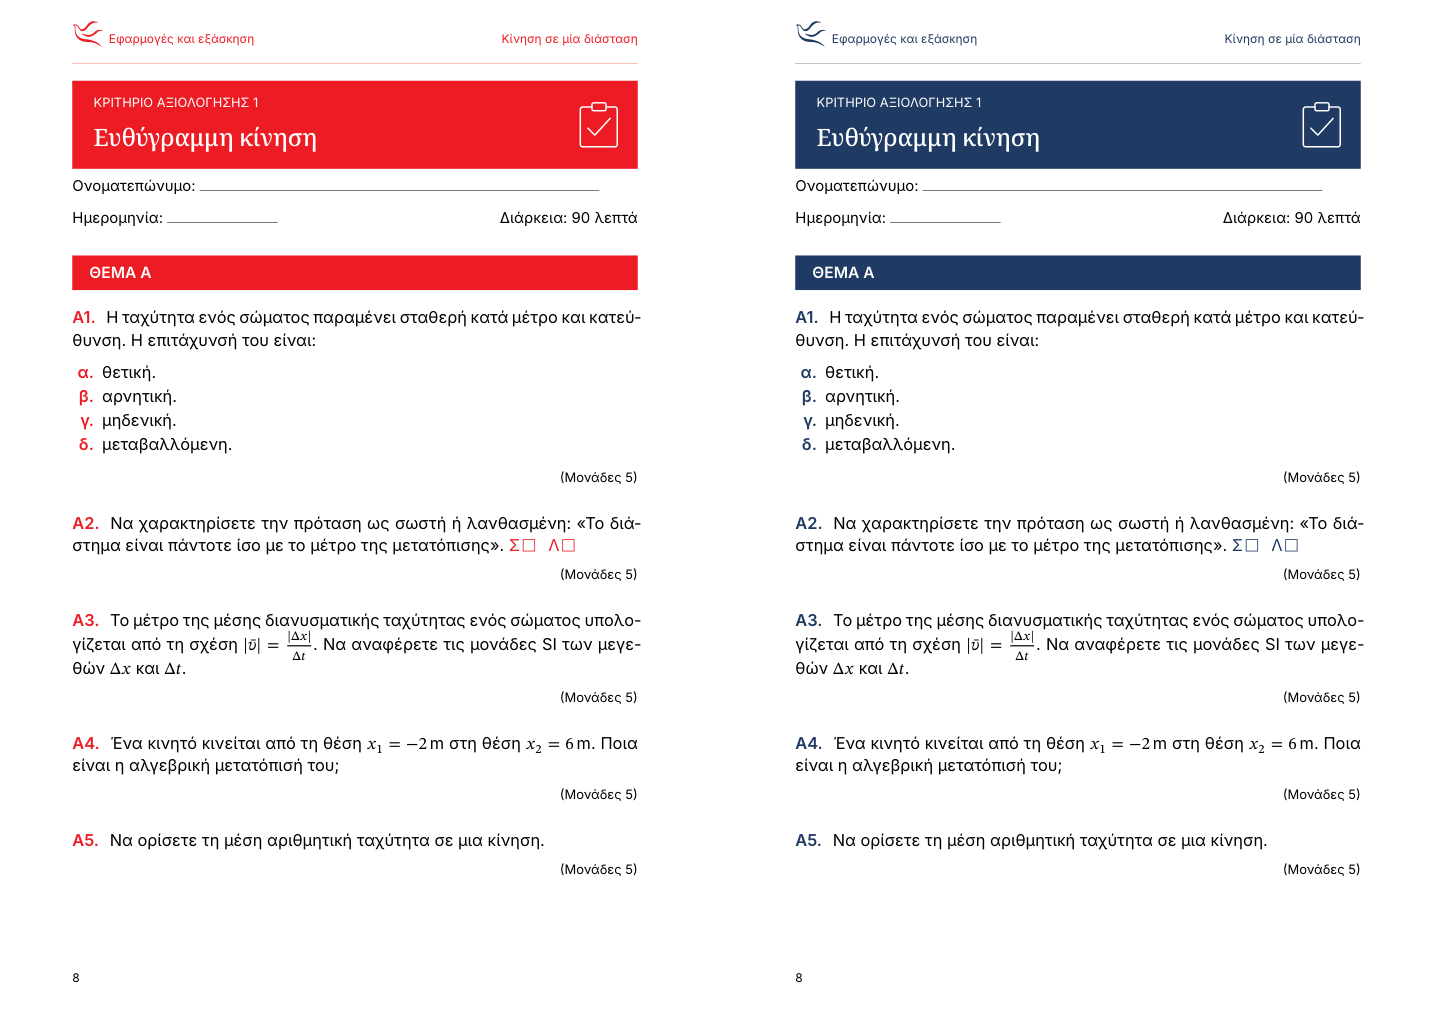 Εφαρμογές και εξάσκηση Κίνηση σε μία διάσταση
ΚΡΙΤΗΡΙΟ ΑΞΙΟΛΟΓΗΣΗΣ 1
Ευθύγραμμη κίνηση
Ονοματεπώνυμο:
Ημερομηνία: Διάρκεια: 90 λεπτά
ΘΕΜΑ Α
Α1. Η ταχύτητα ενός σώματος παραμένει σταθερή κατά μέτρο και κατεύ-
θυνση. Η επιτάχυνσή του είναι:
α. θετική.
β. αρνητική.
γ. μηδενική.
δ. μεταβαλλόμενη.
(Μονάδες 5)
Α2. Να χαρακτηρίσετε την πρόταση ως σωστή ή λανθασμένη: «Το διά-
στημα είναι πάντοτε ίσο με το μέτρο της μετατόπισης». Σ☐ Λ☐
(Μονάδες 5)
Α3. Το μέτρο της μέσης διανυσματικής ταχύτητας ενός σώματος υπολο-
γίζεται από τη σχέση |ῡ| = |Δx|/Δt. Να αναφέρετε τις μονάδες SI των μεγε-
θών Δx και Δt.
(Μονάδες 5)
Α4. Ένα κινητό κινείται από τη θέση x₁ = −2 m στη θέση x₂ = 6 m. Ποια
είναι η αλγεβρική μετατόπισή του;
(Μονάδες 5)
Α5. Να ορίσετε τη μέση αριθμητική ταχύτητα σε μια κίνηση.
(Μονάδες 5)
8
Εφαρμογές και εξάσκηση Κίνηση σε μία διάσταση
ΚΡΙΤΗΡΙΟ ΑΞΙΟΛΟΓΗΣΗΣ 1
Ευθύγραμμη κίνηση
Ονοματεπώνυμο:
Ημερομηνία: Διάρκεια: 90 λεπτά
ΘΕΜΑ Α
Α1. Η ταχύτητα ενός σώματος παραμένει σταθερή κατά μέτρο και κατεύ-
θυνση. Η επιτάχυνσή του είναι:
α. θετική.
β. αρνητική.
γ. μηδενική.
δ. μεταβαλλόμενη.
(Μονάδες 5)
Α2. Να χαρακτηρίσετε την πρόταση ως σωστή ή λανθασμένη: «Το διά-
στημα είναι πάντοτε ίσο με το μέτρο της μετατόπισης». Σ☐ Λ☐
(Μονάδες 5)
Α3. Το μέτρο της μέσης διανυσματικής ταχύτητας ενός σώματος υπολο-
γίζεται από τη σχέση |ῡ| = |Δx|/Δt. Να αναφέρετε τις μονάδες SI των μεγε-
θών Δx και Δt.
(Μονάδες 5)
Α4. Ένα κινητό κινείται από τη θέση x₁ = −2 m στη θέση x₂ = 6 m. Ποια
είναι η αλγεβρική μετατόπισή του;
(Μονάδες 5)
Α5. Να ορίσετε τη μέση αριθμητική ταχύτητα σε μια κίνηση.
(Μονάδες 5)
8